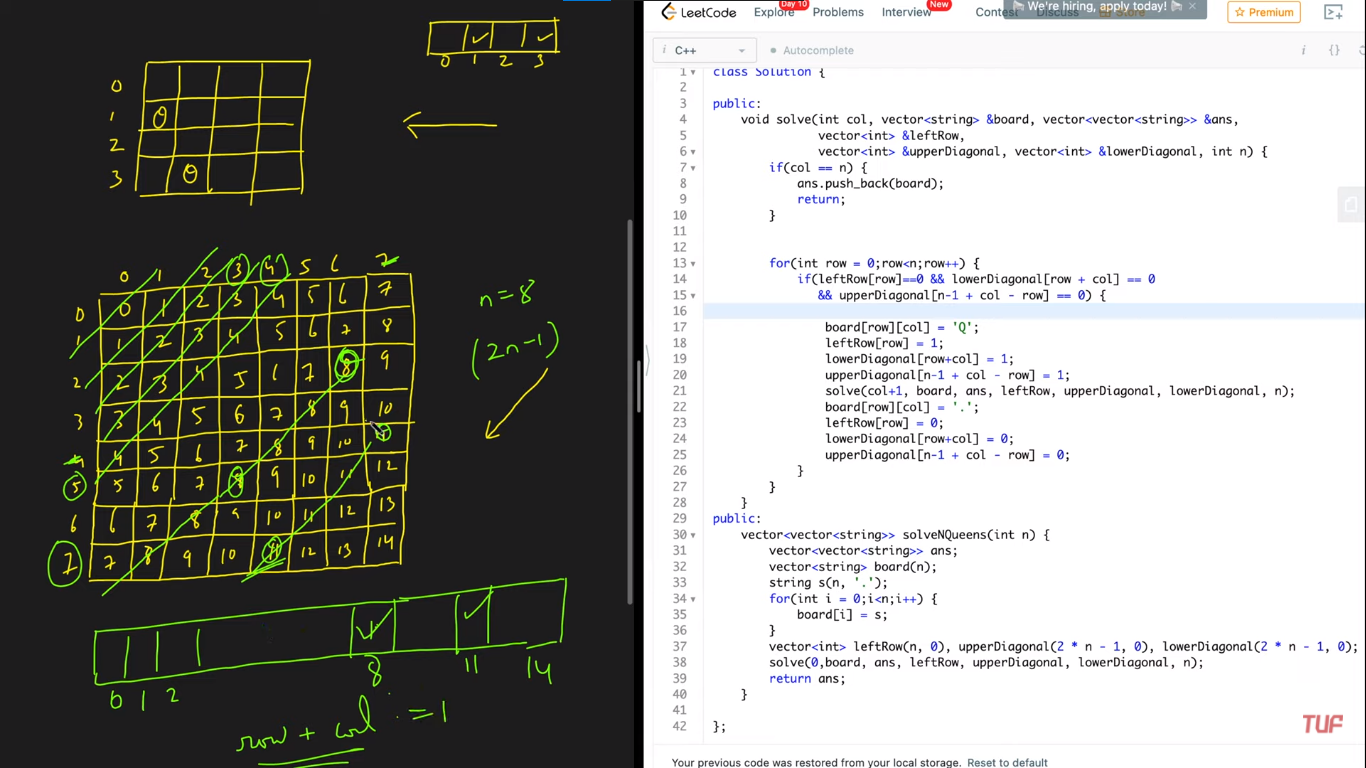 0 1 2 3
0
1 Q
2
3 Q
0 1 2 3 4 5 6 7
0 0 1 2 3 4 5 6 7
1 1 2 3 4 5 6 7 8
2 2 3 4 5 6 7 8 9
3 3 4 5 6 7 8 9 10
4 4 5 6 7 8 9 10 11
5 5 6 7 8 9 10 11 12
6 6 7 8 9 10 11 12 13
7 7 8 9 10 11 12 13 14
n=8
(2n-1)
0 1 2 8 11 14
row + col = 1
LeetCode Explore Day 10 Problems Interview New Contest Discuss Store
We're hiring, apply today!
Premium
C++ Autocomplete
1 class Solution {
2
3 public:
4 void solve(int col, vector<string> &board, vector<vector<string>> &ans,
5 vector<int> &leftRow,
6 vector<int> &upperDiagonal, vector<int> &lowerDiagonal, int n) {
7 if(col == n) {
8 ans.push_back(board);
9 return;
10 }
11
12
13 for(int row = 0;row<n;row++) {
14 if(leftRow[row]==0 && lowerDiagonal[row + col] == 0
15 && upperDiagonal[n-1 + col - row] == 0) {
16
17 board[row][col] = 'Q';
18 leftRow[row] = 1;
19 lowerDiagonal[row+col] = 1;
20 upperDiagonal[n-1 + col - row] = 1;
21 solve(col+1, board, ans, leftRow, upperDiagonal, lowerDiagonal, n);
22 board[row][col] = '.';
23 leftRow[row] = 0;
24 lowerDiagonal[row+col] = 0;
25 upperDiagonal[n-1 + col - row] = 0;
26 }
27 }
28 }
29 public:
30 vector<vector<string>> solveNQueens(int n) {
31 vector<vector<string>> ans;
32 vector<string> board(n);
33 string s(n, '.');
34 for(int i = 0;i<n;i++) {
35 board[i] = s;
36 }
37 vector<int> leftRow(n, 0), upperDiagonal(2 * n - 1, 0), lowerDiagonal(2 * n - 1, 0);
38 solve(0,board, ans, leftRow, upperDiagonal, lowerDiagonal, n);
39 return ans;
40 }
41
42 };
TUF
Your previous code was restored from your local storage. Reset to default